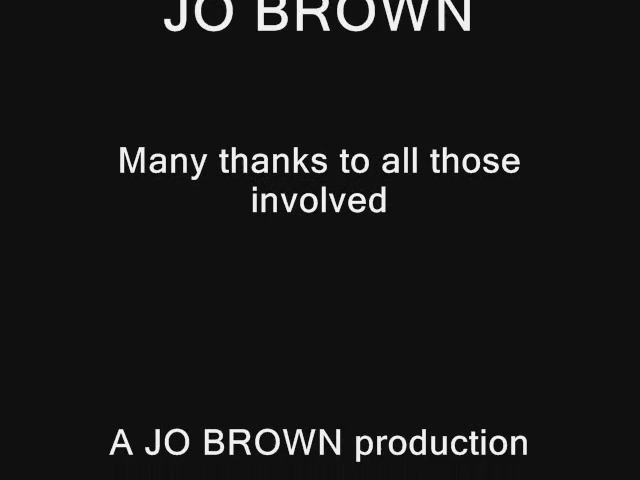 JO BROWN
Many thanks to all those
involved
A JO BROWN production